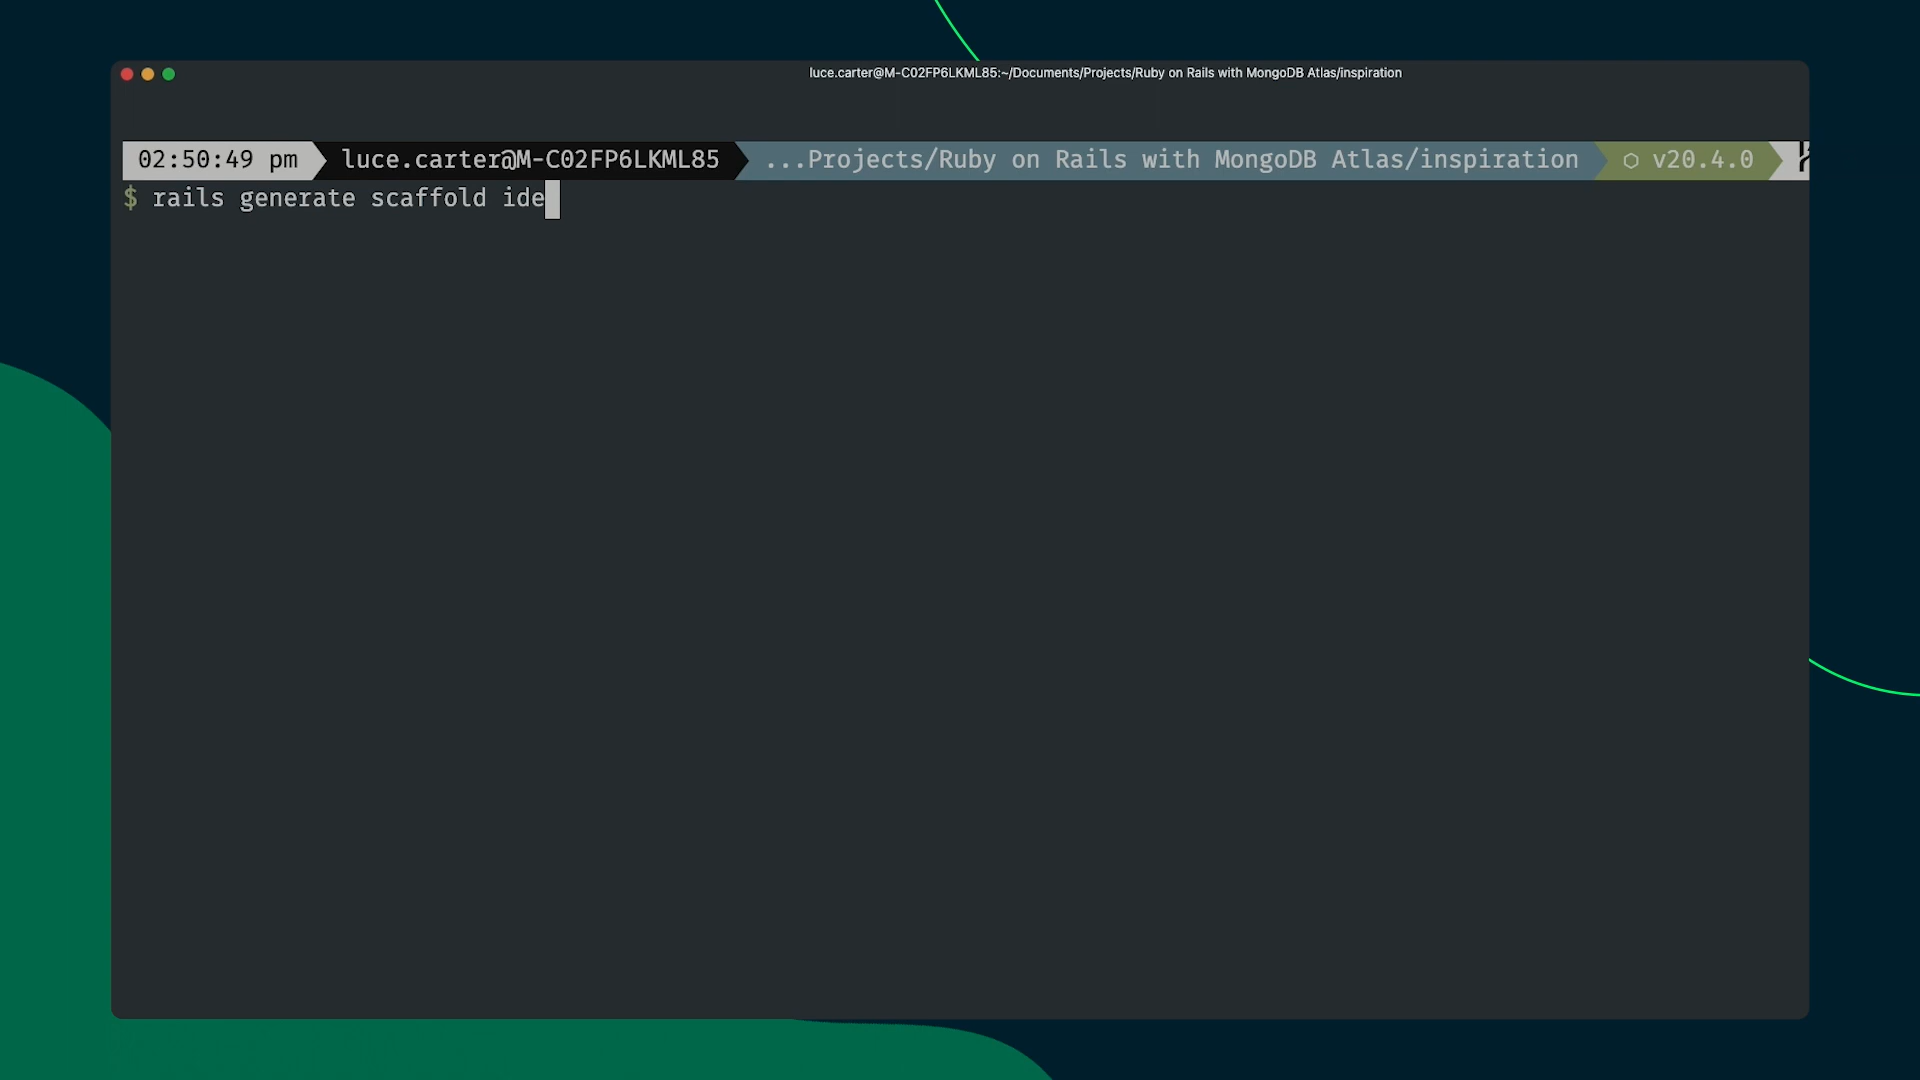 luce.carter@M-C02FP6LKML85:~/Documents/Projects/Ruby on Rails with MongoDB Atlas/inspiration
02:50:49 pm luce.carter@M-C02FP6LKML85 ...Projects/Ruby on Rails with MongoDB Atlas/inspiration ⬡ v20.4.0
$ rails generate scaffold ide